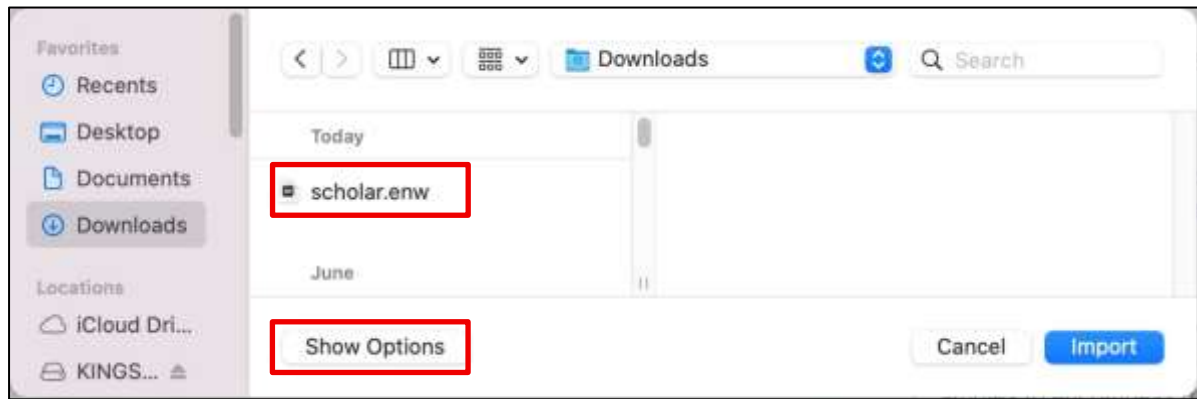 Favorites
Recents
Desktop
Documents
Downloads
Locations
iCloud Dri...
KINGS...
Downloads
Search
Today
scholar.enw
June
Show Options
Cancel
Import